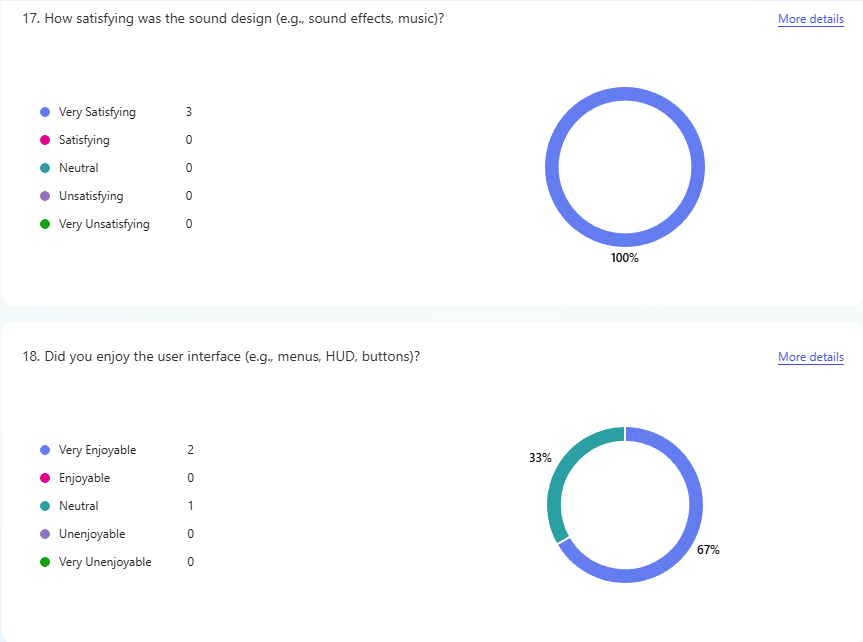 17. How satisfying was the sound design (e.g., sound effects, music)?
More details
Very Satisfying 3
Satisfying 0
Neutral 0
Unsatisfying 0
Very Unsatisfying 0
100%
18. Did you enjoy the user interface (e.g., menus, HUD, buttons)?
More details
Very Enjoyable 2
Enjoyable 0
Neutral 1
Unenjoyable 0
Very Unenjoyable 0
33%
67%